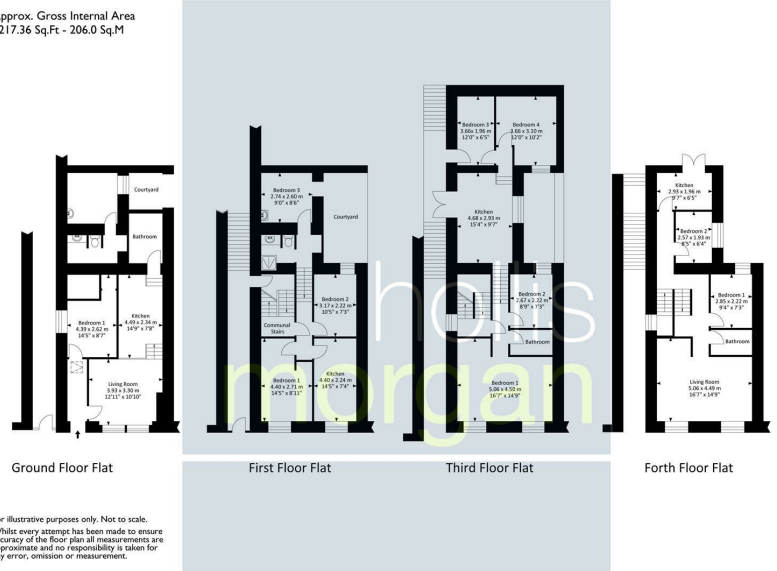 pprox. Gross Internal Area
217.36 Sq.Ft - 206.0 Sq.M
Courtyard
Bathroom
Bedroom 1
4.39 x 2.62 m
14'5" x 8'7"
Kitchen
4.49 x 2.34 m
14'9" x 7'8"
Living Room
3.93 x 3.30 m
12'11" x 10'10"
Ground Floor Flat
Bedroom 3
2.74 x 2.60 m
9'0" x 8'6"
Courtyard
Bedroom 2
3.17 x 2.22 m
10'5" x 7'3"
Communal
Stairs
Bedroom 1
4.40 x 2.71 m
14'5" x 8'11"
Kitchen
4.40 x 2.24 m
14'5" x 7'4"
First Floor Flat
Bedroom 3
3.66x 1.96 m
12'0" x 6'5"
Bedroom 4
3.66 x 3.10 m
12'0" x 10'2"
Kitchen
4.68 x 2.93 m
15'4" x 9'7"
Bedroom 2
2.67 x 2.22 m
8'9" x 7'3"
Bathroom
Bedroom 1
5.06 x 4.50 m
16'7" x 14'9"
Third Floor Flat
Kitchen
2.93 x 1.96 m
9'7" x 6'5"
Bedroom 2
2.57 x 1.93 m
8'5" x 6'4"
Bedroom 1
2.85 x 2.22 m
9'4" x 7'3"
Bathroom
Living Room
5.06 x 4.49 m
16'7" x 14'9"
Forth Floor Flat
hollis
morgan
or illustrative purposes only. Not to scale.
hilst every attempt has been made to ensure
curacy of the floor plan all measurements are
proximate and no responsibility is taken for
y error, omission or measurement.